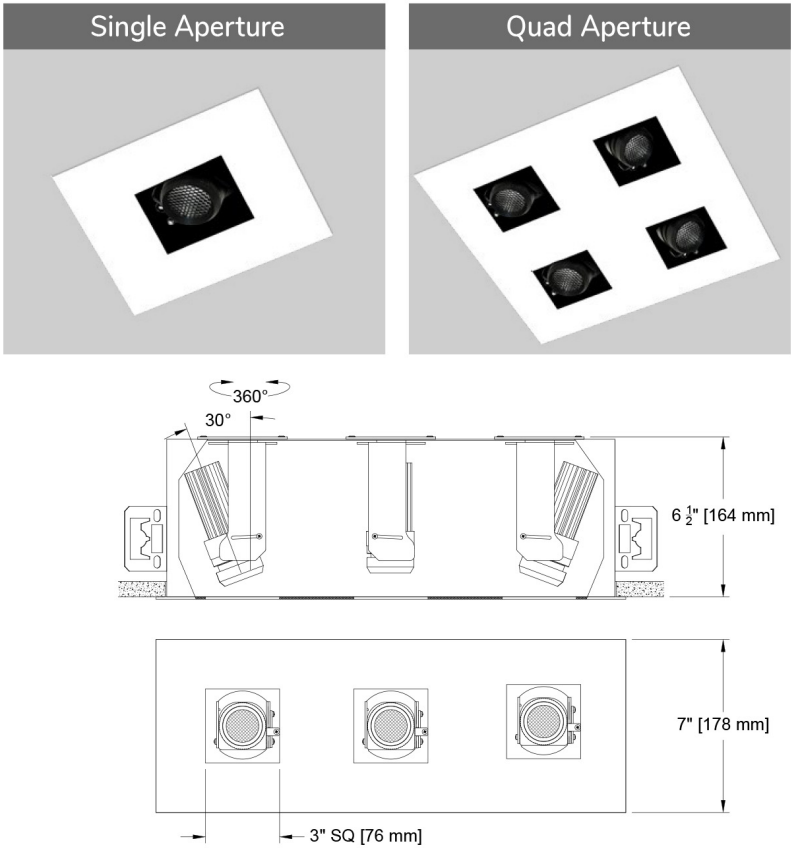 Single Aperture
Quad Aperture
360°
30°
6 1/2" [164 mm]
7" [178 mm]
3" SQ [76 mm]